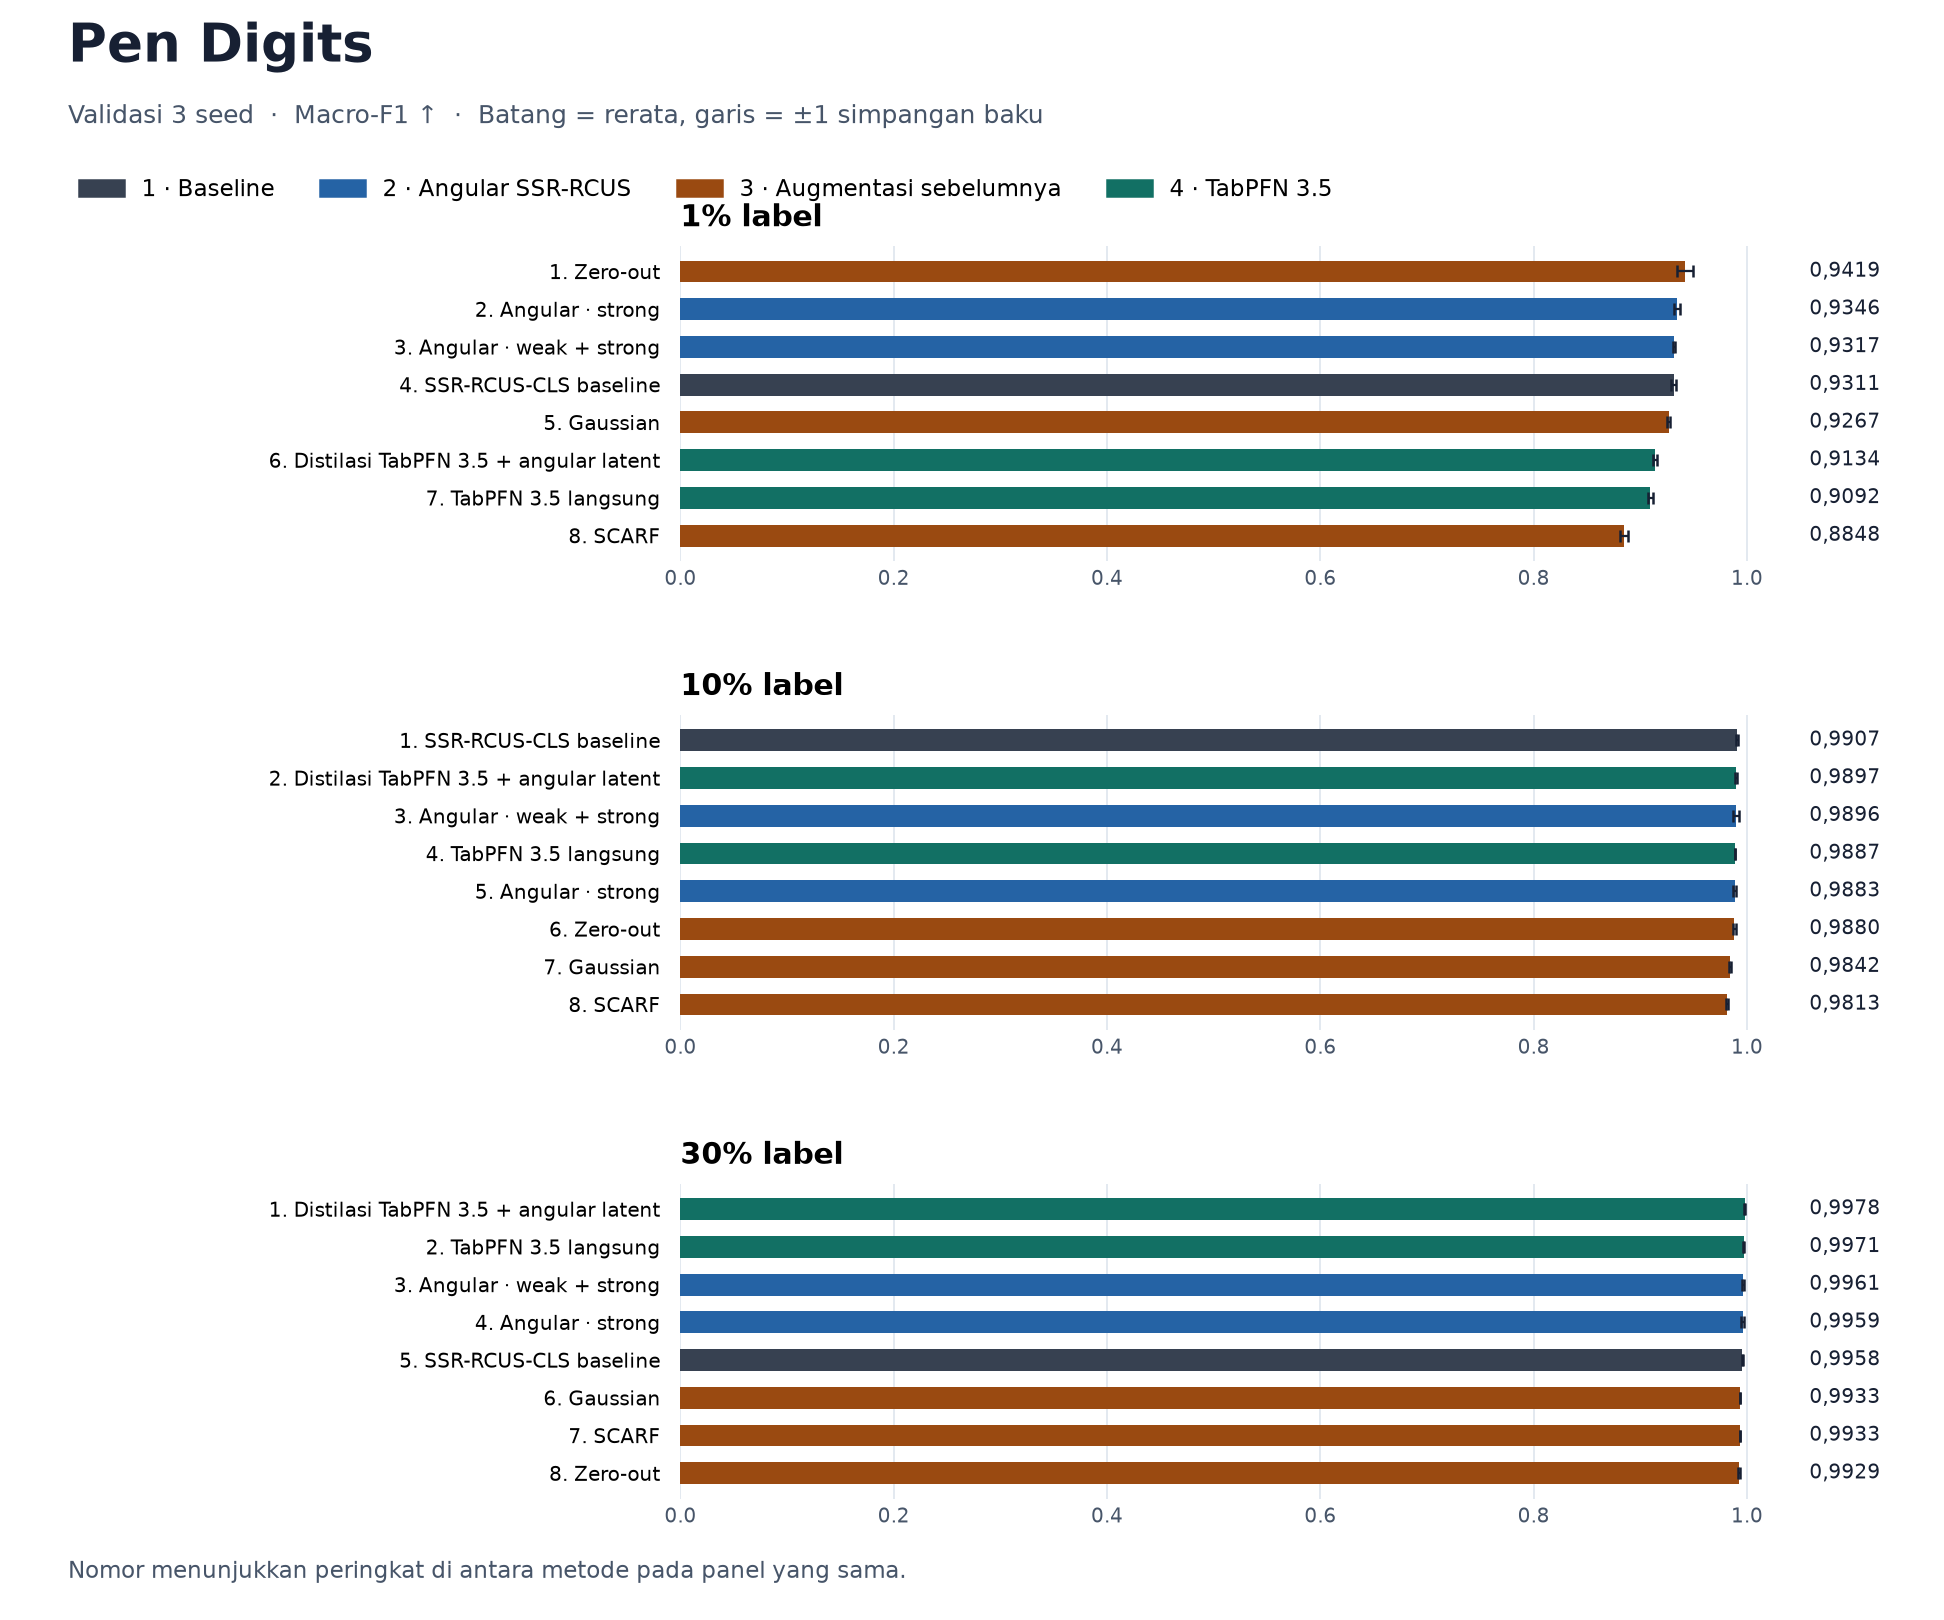 Pen Digits
Validasi 3 seed · Macro-F1 ↑ · Batang = rerata, garis = ±1 simpangan baku
1 · Baseline 2 · Angular SSR-RCUS 3 · Augmentasi sebelumnya 4 · TabPFN 3.5
1% label
1. Zero-out 0,9419
2. Angular · strong 0,9346
3. Angular · weak + strong 0,9317
4. SSR-RCUS-CLS baseline 0,9311
5. Gaussian 0,9267
6. Distilasi TabPFN 3.5 + angular latent 0,9134
7. TabPFN 3.5 langsung 0,9092
8. SCARF 0,8848
0.0 0.2 0.4 0.6 0.8 1.0
10% label
1. SSR-RCUS-CLS baseline 0,9907
2. Distilasi TabPFN 3.5 + angular latent 0,9897
3. Angular · weak + strong 0,9896
4. TabPFN 3.5 langsung 0,9887
5. Angular · strong 0,9883
6. Zero-out 0,9880
7. Gaussian 0,9842
8. SCARF 0,9813
0.0 0.2 0.4 0.6 0.8 1.0
30% label
1. Distilasi TabPFN 3.5 + angular latent 0,9978
2. TabPFN 3.5 langsung 0,9971
3. Angular · weak + strong 0,9961
4. Angular · strong 0,9959
5. SSR-RCUS-CLS baseline 0,9958
6. Gaussian 0,9933
7. SCARF 0,9933
8. Zero-out 0,9929
0.0 0.2 0.4 0.6 0.8 1.0
Nomor menunjukkan peringkat di antara metode pada panel yang sama.